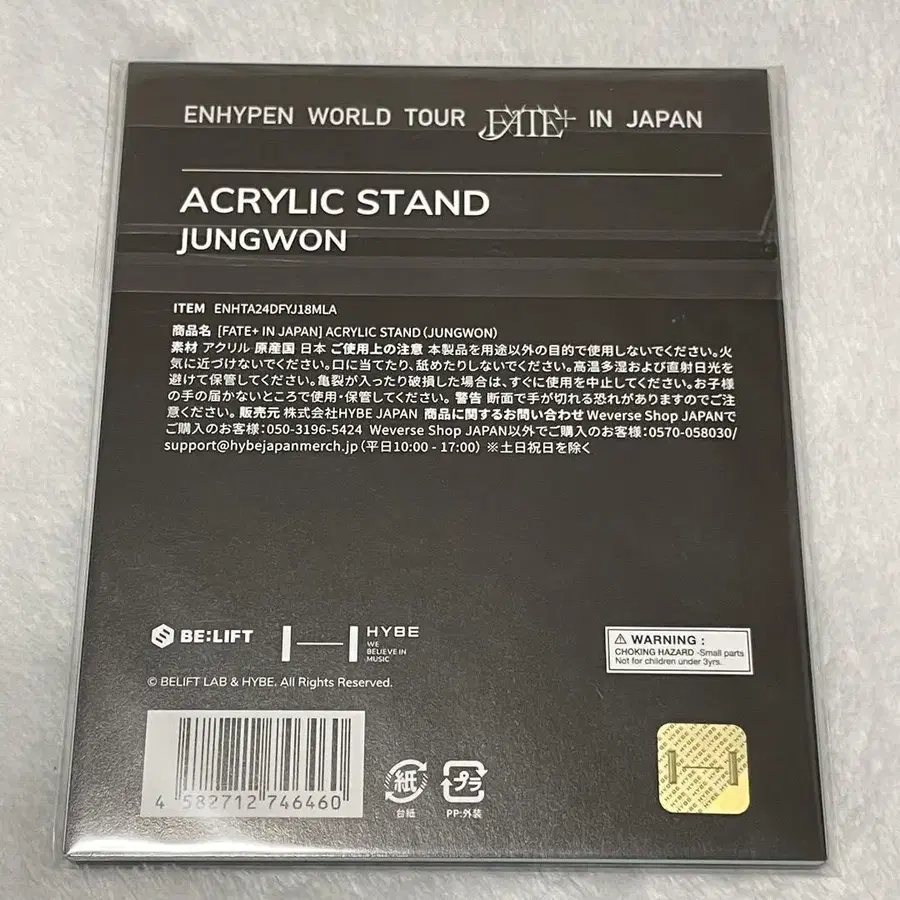 ENHYPEN WORLD TOUR FATE+ IN JAPAN
ACRYLIC STAND
JUNGWON
ITEM ENHTA24DFYJ18MLA
商品名 [FATE+ IN JAPAN] ACRYLIC STAND (JUNGWON)
素材 アクリル 原産国 日本 ご使用上の注意 本製品を用途以外の目的で使用しないでください。火
気に近づけないでください。口に当てたり、舐めたりしないでください。高温多湿および直射日光を
避けて保管してください。亀裂が入ったり破損した場合は、すぐに使用を中止してください。お子様
の手の届かないところで使用・保管してください。 警告 断面で手が切れる恐れがありますのでご注
意ください。 販売元 株式会社HYBE JAPAN 商品に関するお問い合わせ Weverse Shop JAPANで
ご購入のお客様:050-3196-5424 Weverse Shop JAPAN以外でご購入のお客様:0570-058030/
support@hybejapanmerch.jp (平日10:00 - 17:00) ※土日祝日を除く
BE:LIFT
HYBE
WE
BELIEVE IN
MUSIC
© BELIFT LAB & HYBE. All Rights Reserved.
⚠ WARNING :
CHOKING HAZARD -Small parts
Not for children under 3yrs.
4 582712 746460
紙
台紙
プラ
PP:外装
HYBE HYBE HYBE